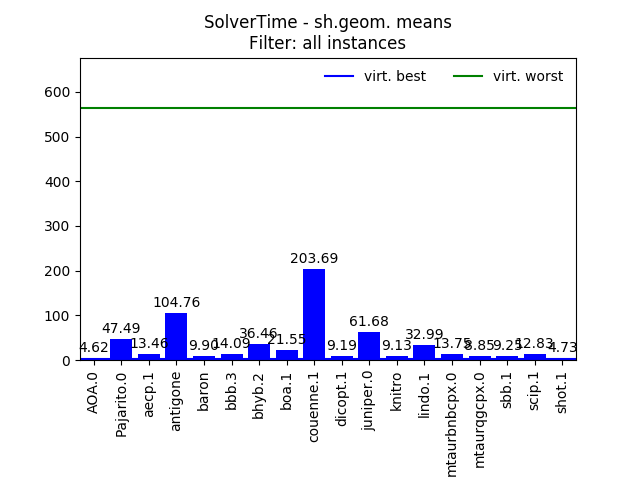 SolverTime - sh.geom. means
Filter: all instances
virt. best
virt. worst
600
500
400
300
200
100
0
4.62
47.49
13.46
104.76
9.90
14.09
36.46
21.55
203.69
9.19
61.68
9.13
32.99
13.75
8.85
9.25
12.83
4.73
AOA.0
Pajarito.0
aecp.1
antigone
baron
bbb.3
bhyb.2
boa.1
couenne.1
dicopt.1
juniper.0
knitro
lindo.1
mtaurbnbcpx.0
mtaurqgcpx.0
sbb.1
scip.1
shot.1